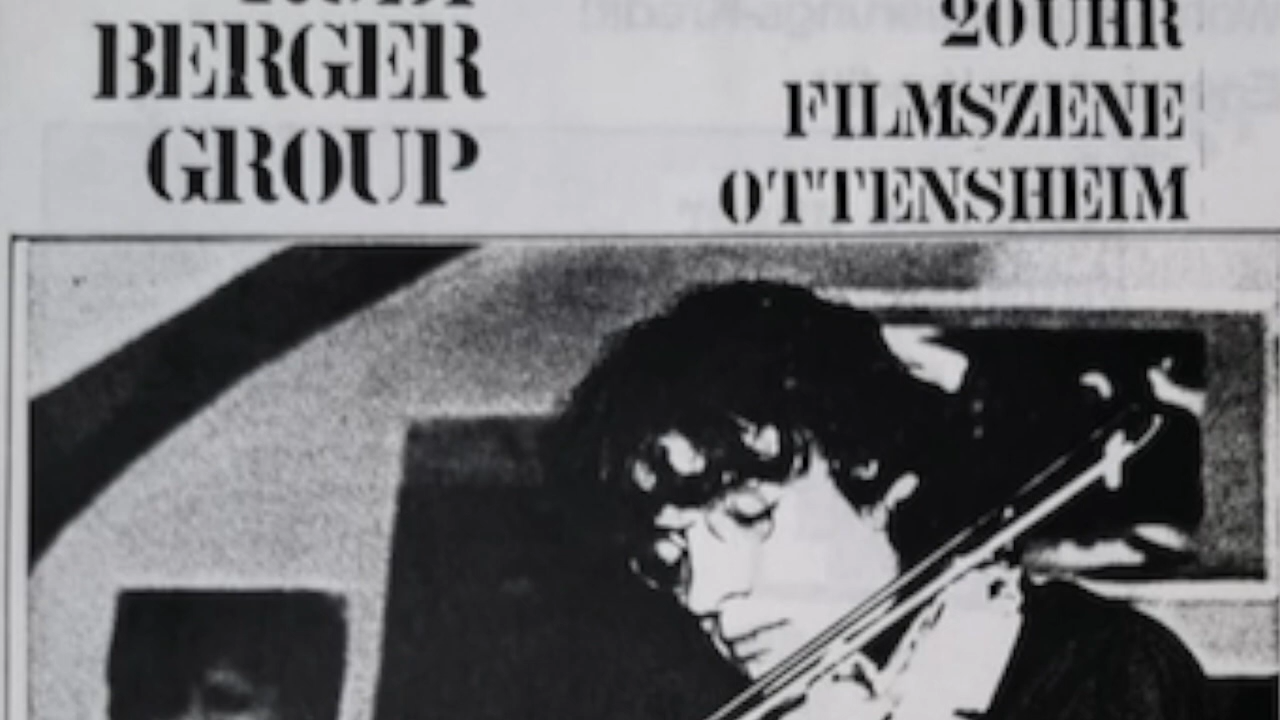 BERGER
GROUP
20 UHR
FILMSZENE
OTTENSHEIM